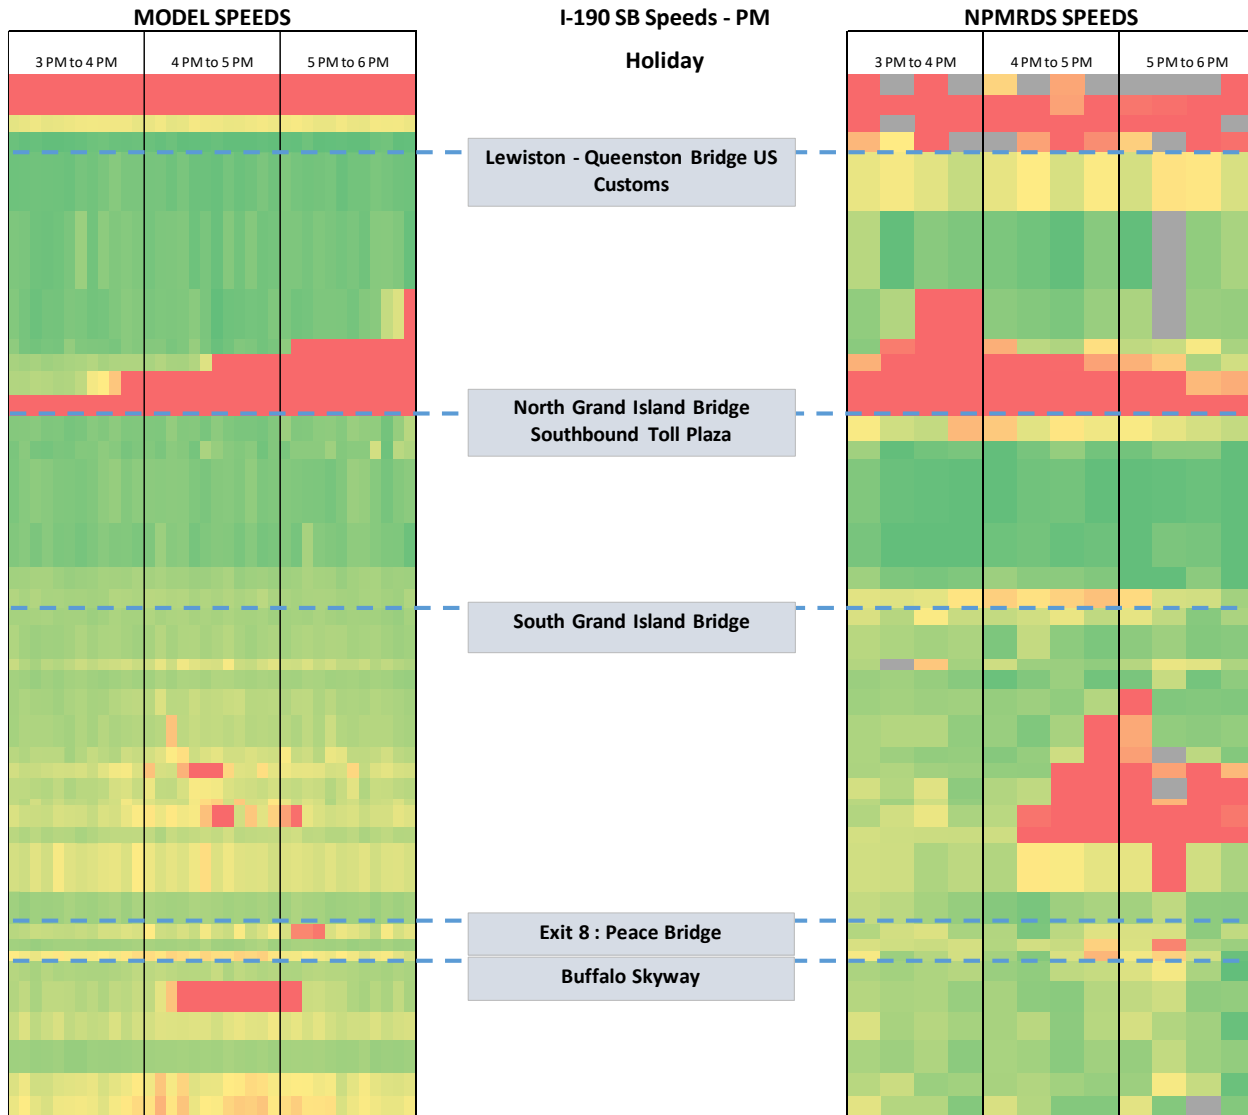 MODEL SPEEDS
I-190 SB Speeds - PM
NPMRDS SPEEDS
3 PM to 4 PM
4 PM to 5 PM
5 PM to 6 PM
Holiday
3 PM to 4 PM
4 PM to 5 PM
5 PM to 6 PM
Lewiston - Queenston Bridge US
Customs
North Grand Island Bridge
Southbound Toll Plaza
South Grand Island Bridge
Exit 8 : Peace Bridge
Buffalo Skyway